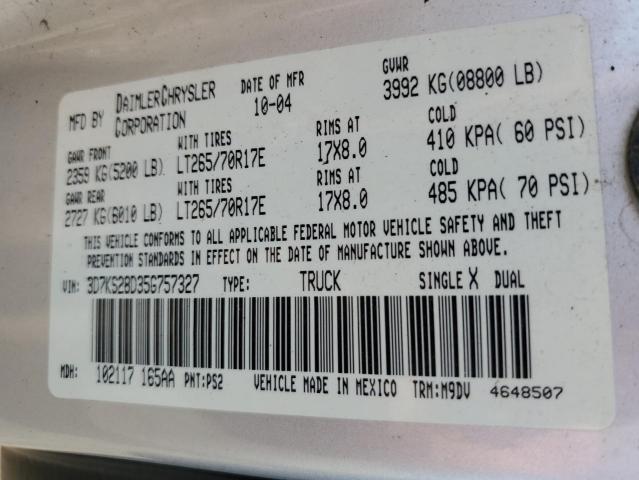 MFD BY DAIMLERCHRYSLER CORPORATION DATE OF MFR 10-04 GVWR 3992 KG(08800 LB)
GAWR FRONT WITH TIRES RIMS AT COLD
2359 KG(5200 LB) LT265/70R17E 17X8.0 410 KPA( 60 PSI)
GAWR REAR WITH TIRES RIMS AT COLD
2727 KG(6010 LB) LT265/70R17E 17X8.0 485 KPA( 70 PSI)
THIS VEHICLE CONFORMS TO ALL APPLICABLE FEDERAL MOTOR VEHICLE SAFETY AND THEFT
PREVENTION STANDARDS IN EFFECT ON THE DATE OF MANUFACTURE SHOWN ABOVE.
VIN: 3D7KS28D35G757327 TYPE: TRUCK SINGLE X DUAL
MDH: 102117 165AA PNT:PS2 VEHICLE MADE IN MEXICO TRM:M9DV 4648507